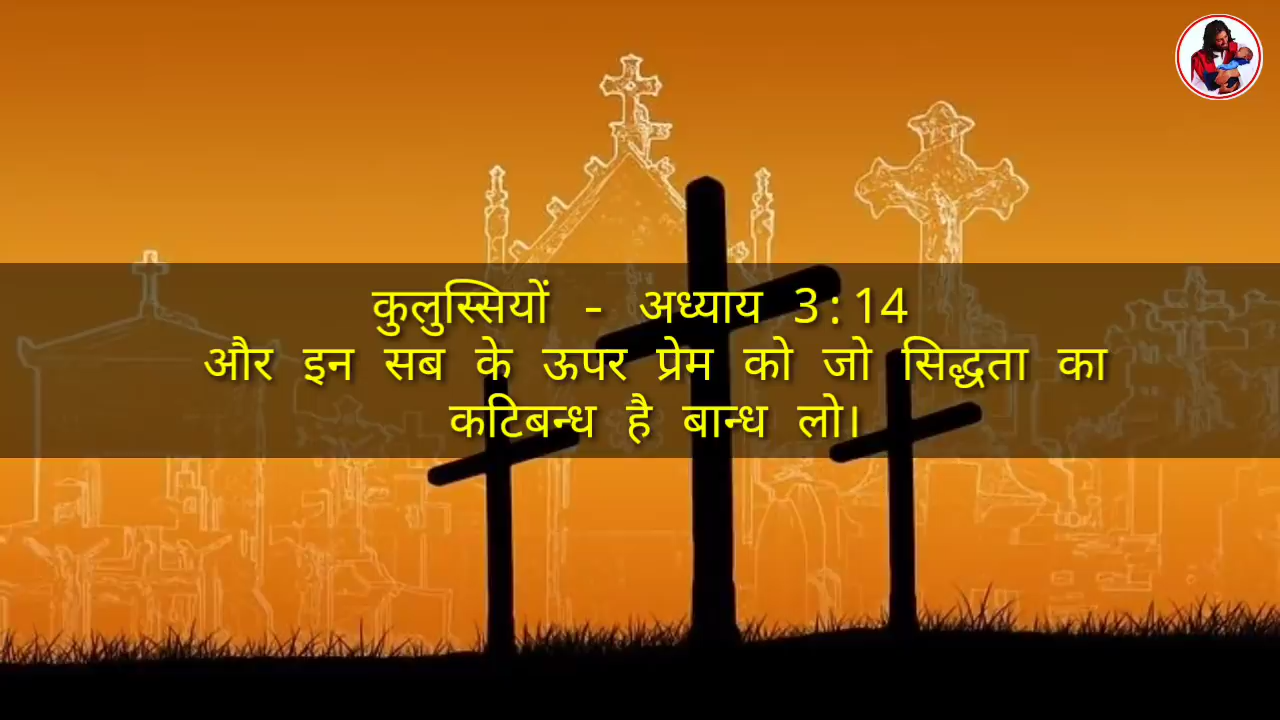 कुलुस्सियों - अध्याय 3:14
और इन सब के ऊपर प्रेम को जो सिद्धता का
कटिबन्ध है बान्ध लो।